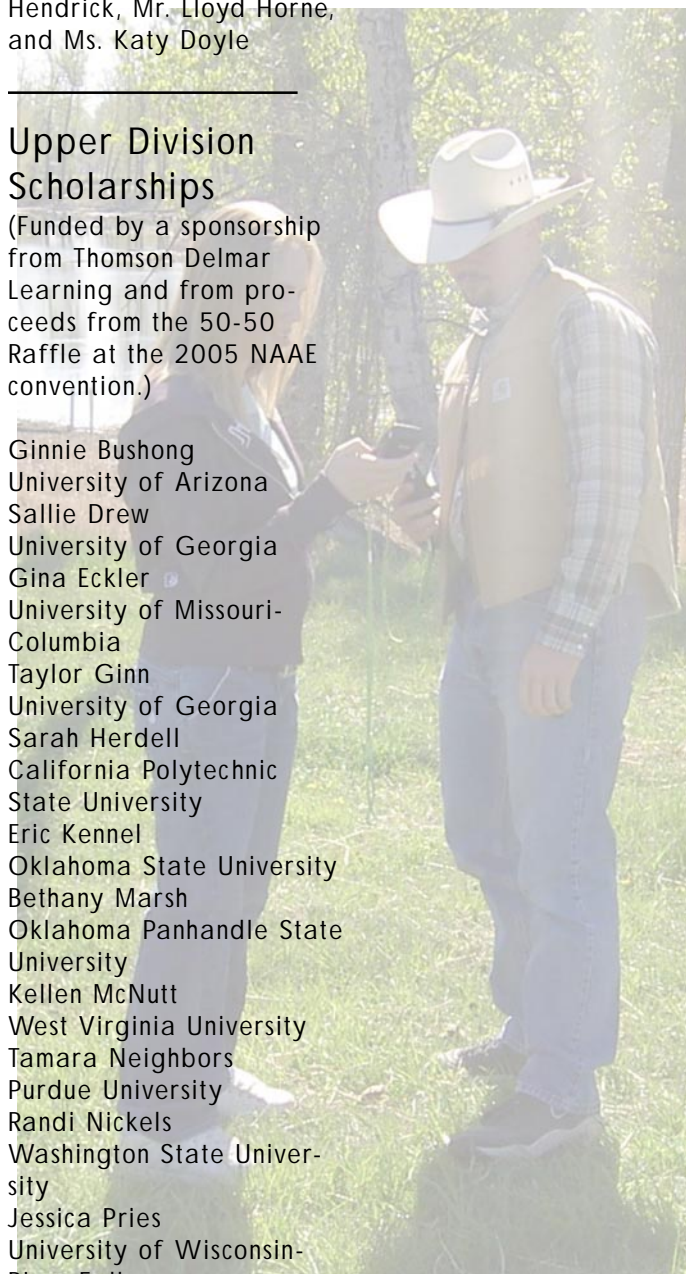 Hendrick, Mr. Lloyd Horne,
and Ms. Katy Doyle
Upper Division
Scholarships
(Funded by a sponsorship
from Thomson Delmar
Learning and from pro-
ceeds from the 50-50
Raffle at the 2005 NAAE
convention.)
Ginnie Bushong
University of Arizona
Sallie Drew
University of Georgia
Gina Eckler
University of Missouri-
Columbia
Taylor Ginn
University of Georgia
Sarah Herdell
California Polytechnic
State University
Eric Kennel
Oklahoma State University
Bethany Marsh
Oklahoma Panhandle State
University
Kellen McNutt
West Virginia University
Tamara Neighbors
Purdue University
Randi Nickels
Washington State Univer-
sity
Jessica Pries
University of Wisconsin-